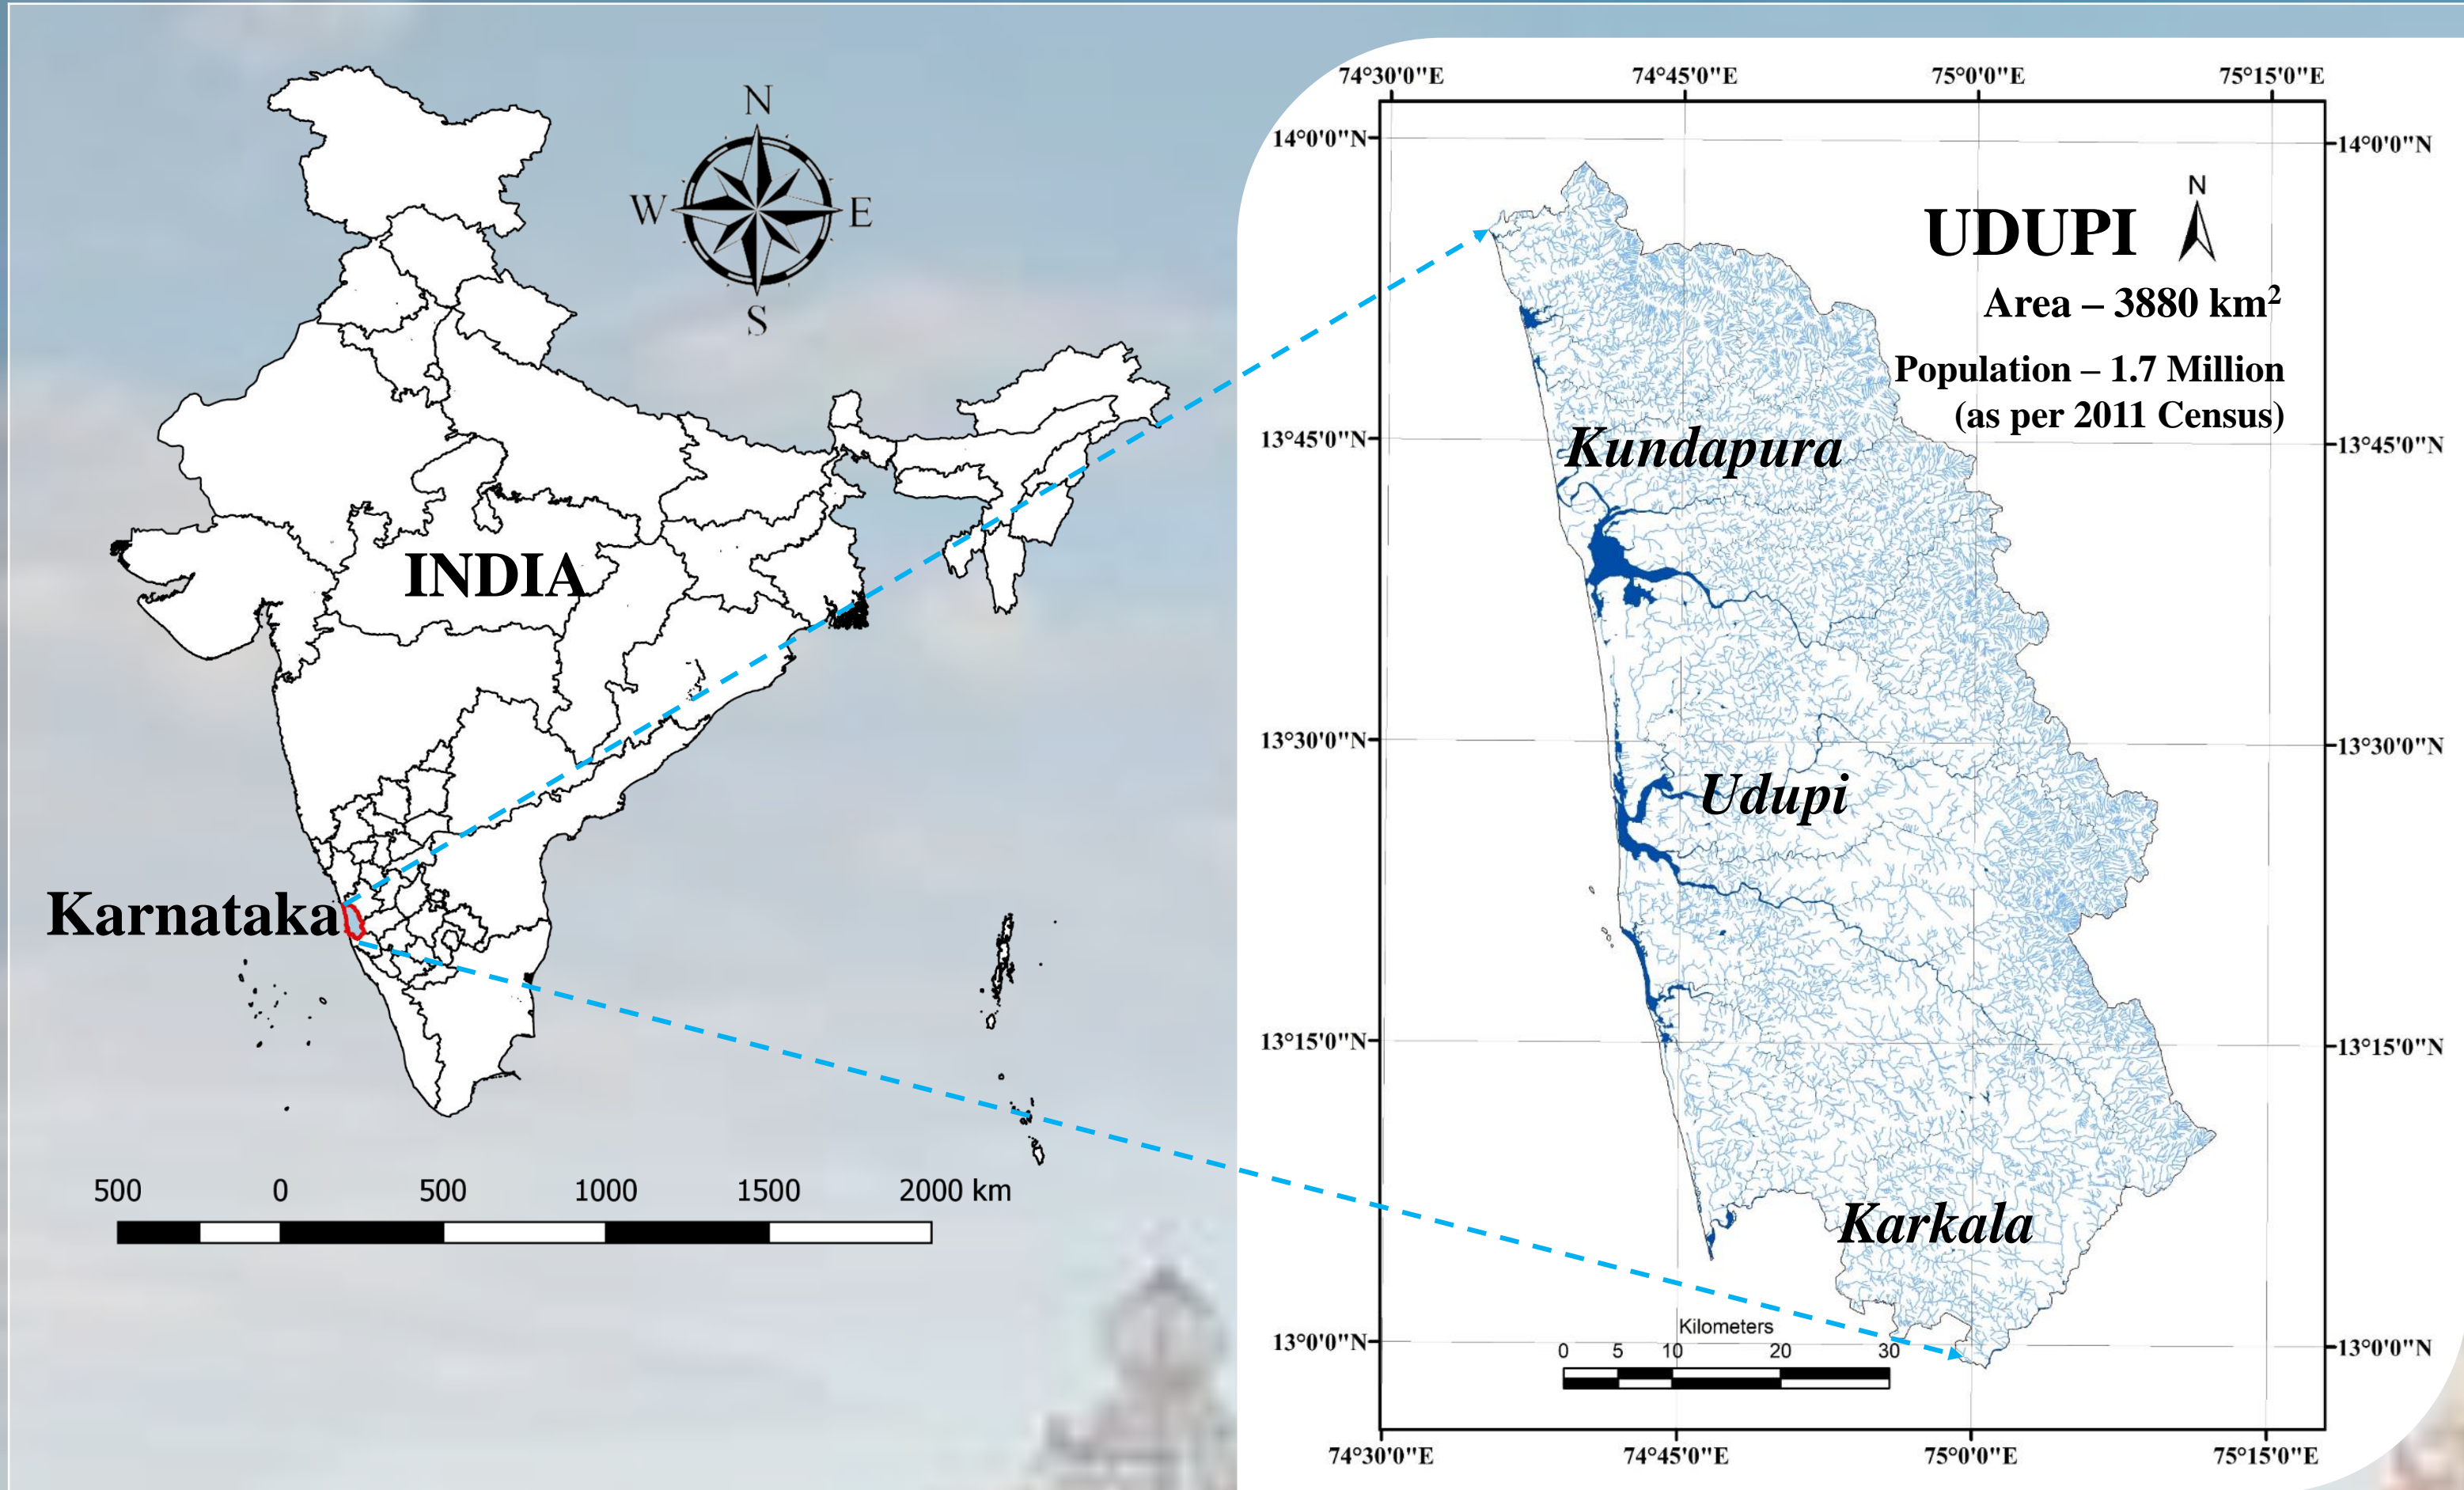 N
W E
S
INDIA
Karnataka
500 0 500 1000 1500 2000 km
74°30'0"E 74°45'0"E 75°0'0"E 75°15'0"E
14°0'0"N 14°0'0"N
N
UDUPI
Area – 3880 km²
Population – 1.7 Million
(as per 2011 Census)
13°45'0"N 13°45'0"N
Kundapura
13°30'0"N 13°30'0"N
Udupi
13°15'0"N 13°15'0"N
Karkala
Kilometers
13°0'0"N 13°0'0"N
0 5 10 20 30
74°30'0"E 74°45'0"E 75°0'0"E 75°15'0"E